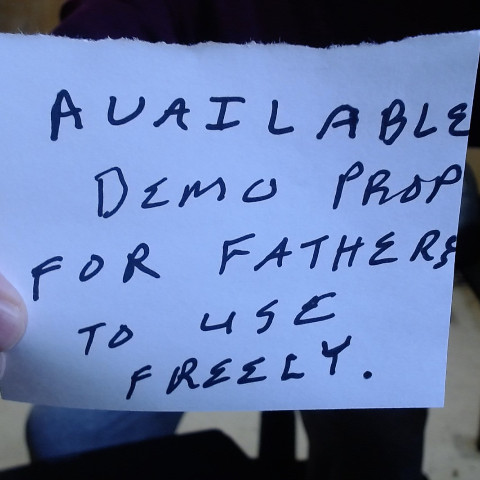 AVAILABLE
DEMO PROP
FOR FATHERS
TO USE
FREELY.